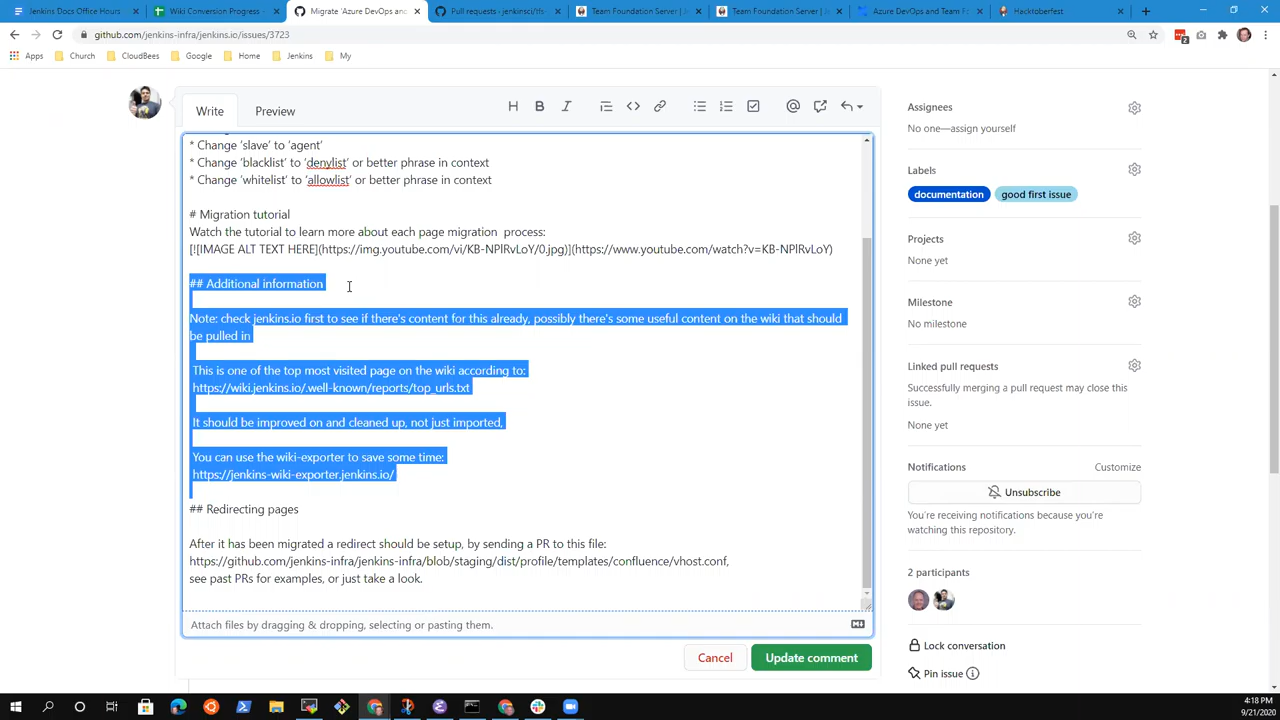 Jenkins Docs Office Hours
Wiki Conversion Progress -
Migrate 'Azure DevOps and
Pull requests · jenkinsci/tfs-
Team Foundation Server |
Team Foundation Server | J
Azure DevOps and Team F
Hacktoberfest
github.com/jenkins-infra/jenkins.io/issues/3723
Apps
Church
CloudBees
Google
Home
Jenkins
My
Write
Preview
* Change 'slave' to 'agent'
* Change 'blacklist' to 'denylist' or better phrase in context
* Change 'whitelist' to 'allowlist' or better phrase in context
# Migration tutorial
Watch the tutorial to learn more about each page migration  process:
[![IMAGE ALT TEXT HERE](https://img.youtube.com/vi/KB-NPlRvLoY/0.jpg)](https://www.youtube.com/watch?v=KB-NPlRvLoY)
## Additional information
Note: check jenkins.io first to see if there's content for this already, possibly there's some useful content on the wiki that should
be pulled in
This is one of the top most visited page on the wiki according to:
https://wiki.jenkins.io/.well-known/reports/top_urls.txt
It should be improved on and cleaned up, not just imported,
You can use the wiki-exporter to save some time:
https://jenkins-wiki-exporter.jenkins.io/
## Redirecting pages
After it has been migrated a redirect should be setup, by sending a PR to this file:
https://github.com/jenkins-infra/jenkins-infra/blob/staging/dist/profile/templates/confluence/vhost.conf,
see past PRs for examples, or just take a look.
Attach files by dragging & dropping, selecting or pasting them.
Cancel
Update comment
Assignees
No one—assign yourself
Labels
documentation
good first issue
Projects
None yet
Milestone
No milestone
Linked pull requests
Successfully merging a pull request may close this
issue.
None yet
Notifications
Customize
Unsubscribe
You're receiving notifications because you're
watching this repository.
2 participants
Lock conversation
Pin issue
4:18 PM
9/21/2020